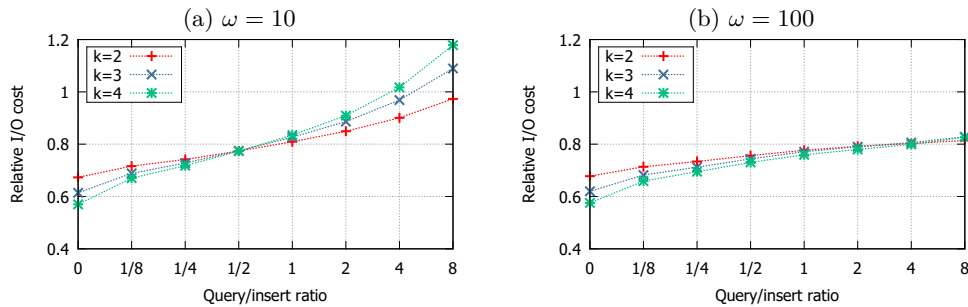 (a) ω = 10
1.2
1
0.8
0.6
0.4
Relative I/O cost
k=2
k=3
k=4
0 1/8 1/4 1/2 1 2 4 8
Query/insert ratio
(b) ω = 100
1.2
1
0.8
0.6
0.4
Relative I/O cost
k=2
k=3
k=4
0 1/8 1/4 1/2 1 2 4 8
Query/insert ratio